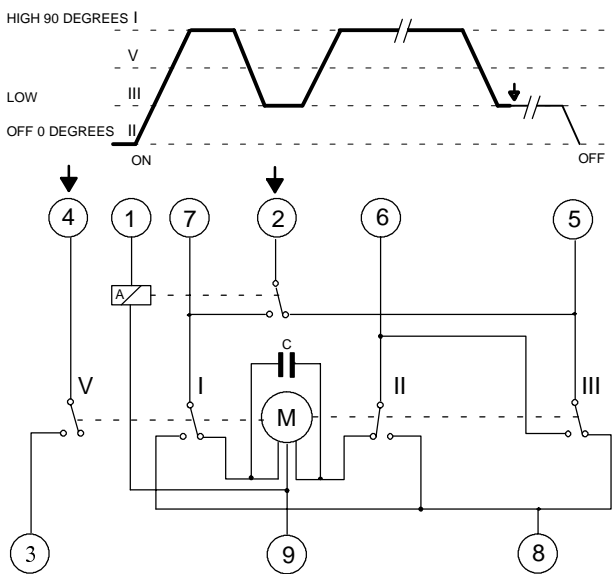 HIGH 90 DEGREES I
V
LOW III
OFF 0 DEGREES II
ON OFF
4 1 7 2 6 5
A
C
V I M II III
3 9 8